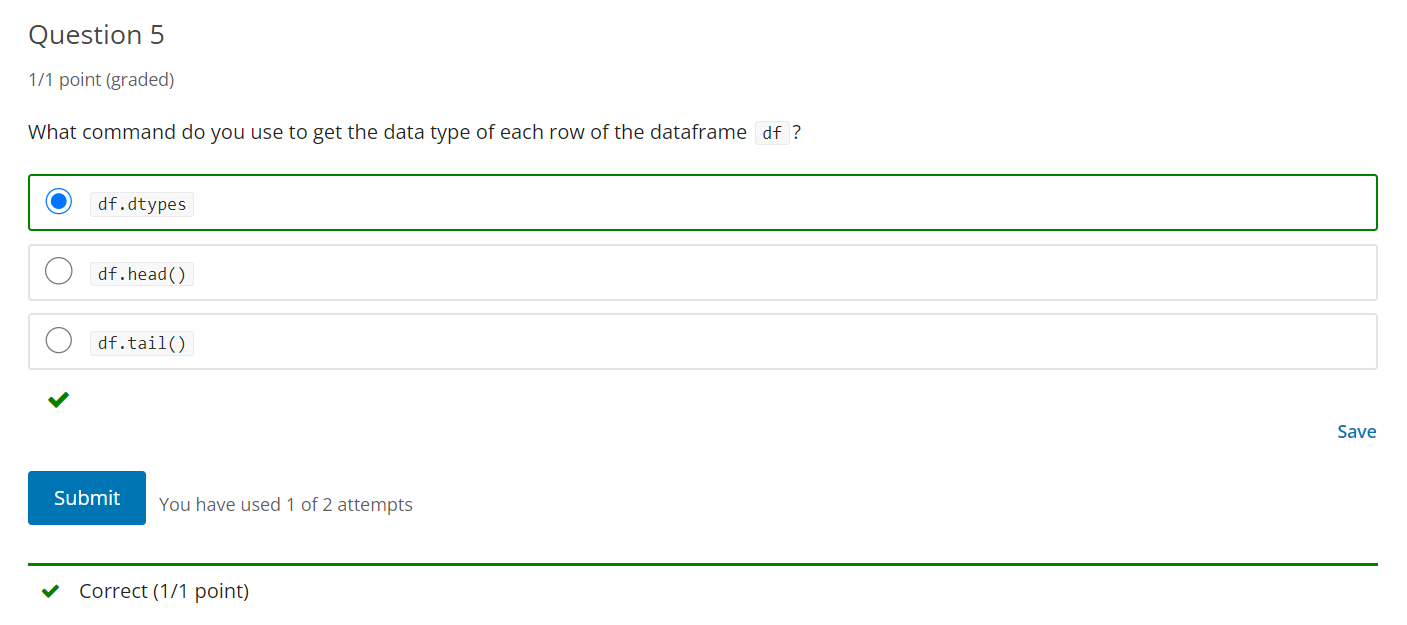 Question 5
1/1 point (graded)
What command do you use to get the data type of each row of the dataframe df ?
df.dtypes
df.head()
df.tail()
Save
Submit You have used 1 of 2 attempts
Correct (1/1 point)